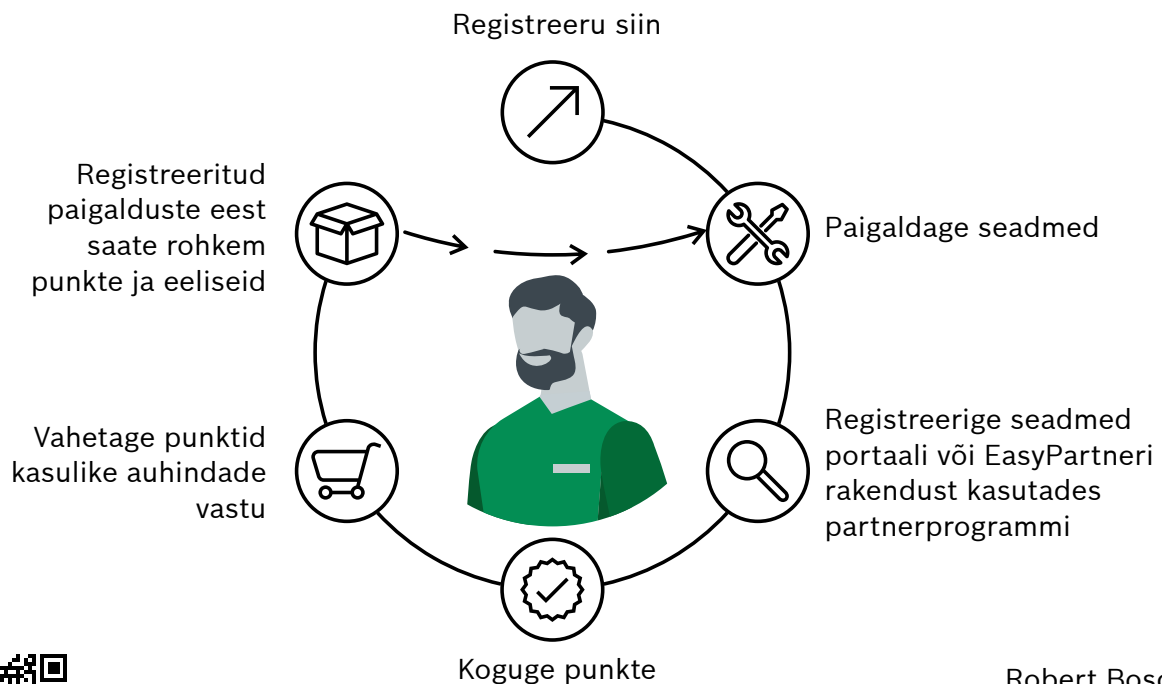 Registreeru siin
Registreeritud
paigalduste eest
saate rohkem
punkte ja eeliseid
Paigaldage seadmed
Vahetage punktid
kasulike auhindade
vastu
Registreerige seadmed
portaali või EasyPartneri
rakendust kasutades
partnerprogrammi
Koguge punkte
Robert